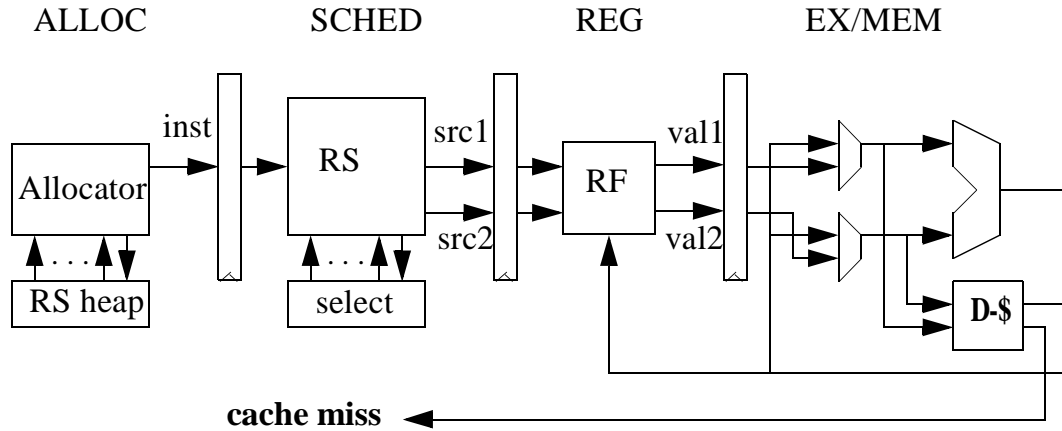 ALLOC SCHED REG EX/MEM
inst src1 val1
RS
Allocator RF
src2 val2
. . . . . .
RS heap select D-$
cache miss